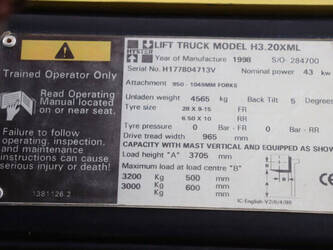 HYSTER
LIFT TRUCK MODEL H3.20XML
Year of Manufacture 1998 S/O- 284700
Serial No. H177B04713V Nominal power 43 kw
Attachment 950 - 1045MM FORKS
Unladen weight 4565 kg Back Tilt 5 Degrees
Tyre size 28 X 9-15 FR
6.50 X 10 RR
Tyre pressure 0 Bar - FR 0 Bar - RR
Drive tread width 965 mm
CAPACITY WITH MAST VERTICAL AND EQUIPPED AS SHOWN
Load height "A" 3705 mm
Maximum load at load centre "B"
3200 Kg 500 mm
3000 Kg 600 mm
Trained Operator Only
Read Operating
Manual located
on or near seat.
Failure to follow
operating, inspection,
and maintenance
instructions can cause
serious injury or death!
1381126.2